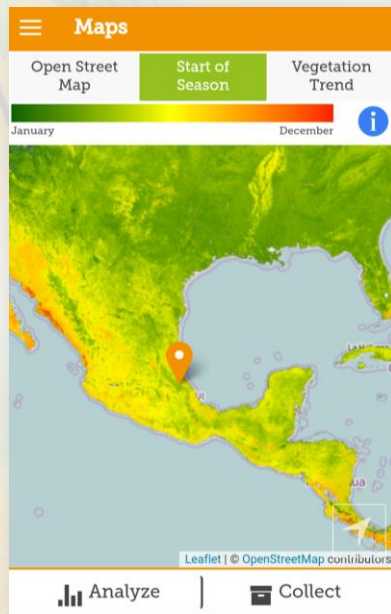 Maps
Open Street Map
Start of Season
Vegetation Trend
January
December
i
Leaflet | © OpenStreetMap contributors
Analyze
Collect